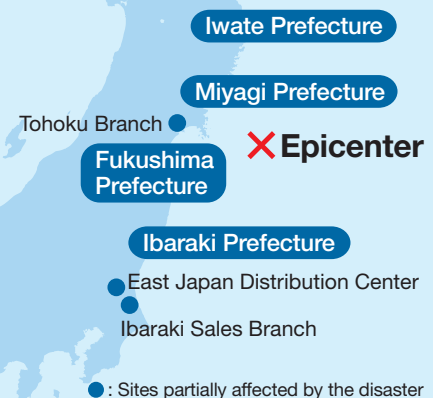 Iwate Prefecture
Miyagi Prefecture
Tohoku Branch
Epicenter
Fukushima
Prefecture
Ibaraki Prefecture
East Japan Distribution Center
Ibaraki Sales Branch
: Sites partially affected by the disaster